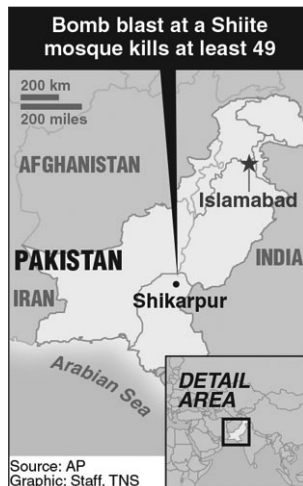 Bomb blast at a Shiite
mosque kills at least 49
200 km
200 miles
AFGHANISTAN
Islamabad
PAKISTAN
INDIA
IRAN
Shikarpur
Arabian Sea
DETAIL
AREA
Source: AP
Graphic: Staff, TNS